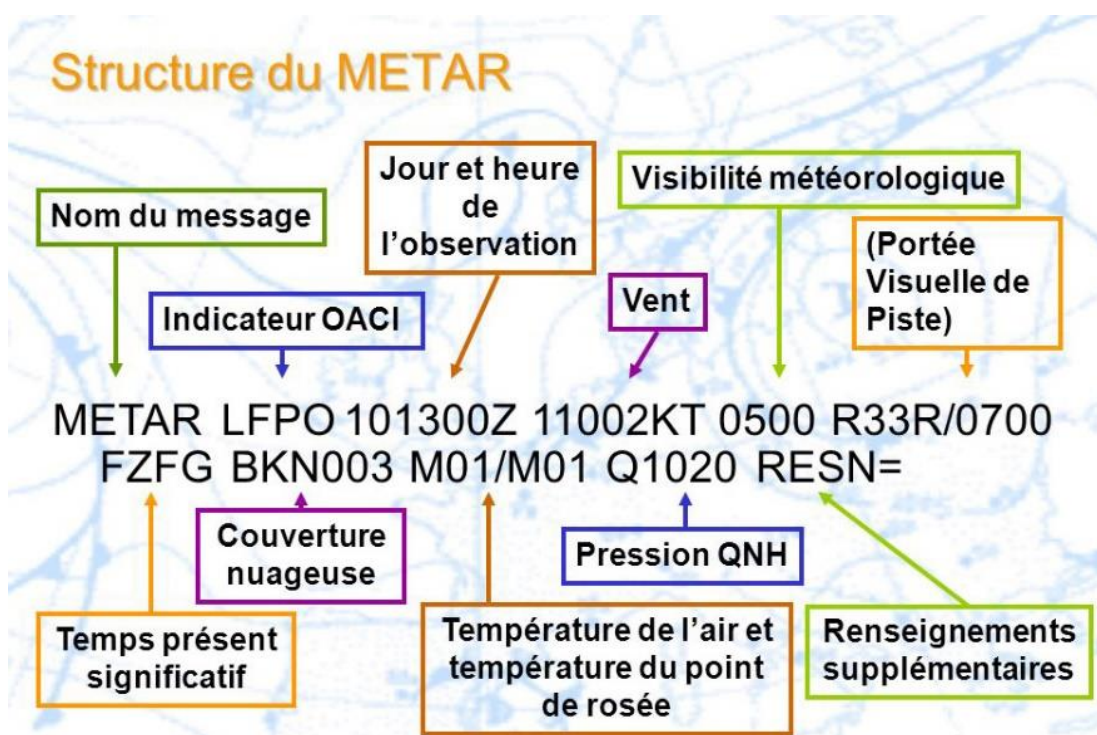 Structure du METAR
Nom du message
Indicateur OACI
Jour et heure
de
l'observation
Vent
Visibilité météorologique
(Portée
Visuelle de
Piste)
METAR LFPO 101300Z 11002KT 0500 R33R/0700
FZFG BKN003 M01/M01 Q1020 RESN=
Temps présent
significatif
Couverture
nuageuse
Température de l'air et
température du point
de rosée
Pression QNH
Renseignements
supplémentaires